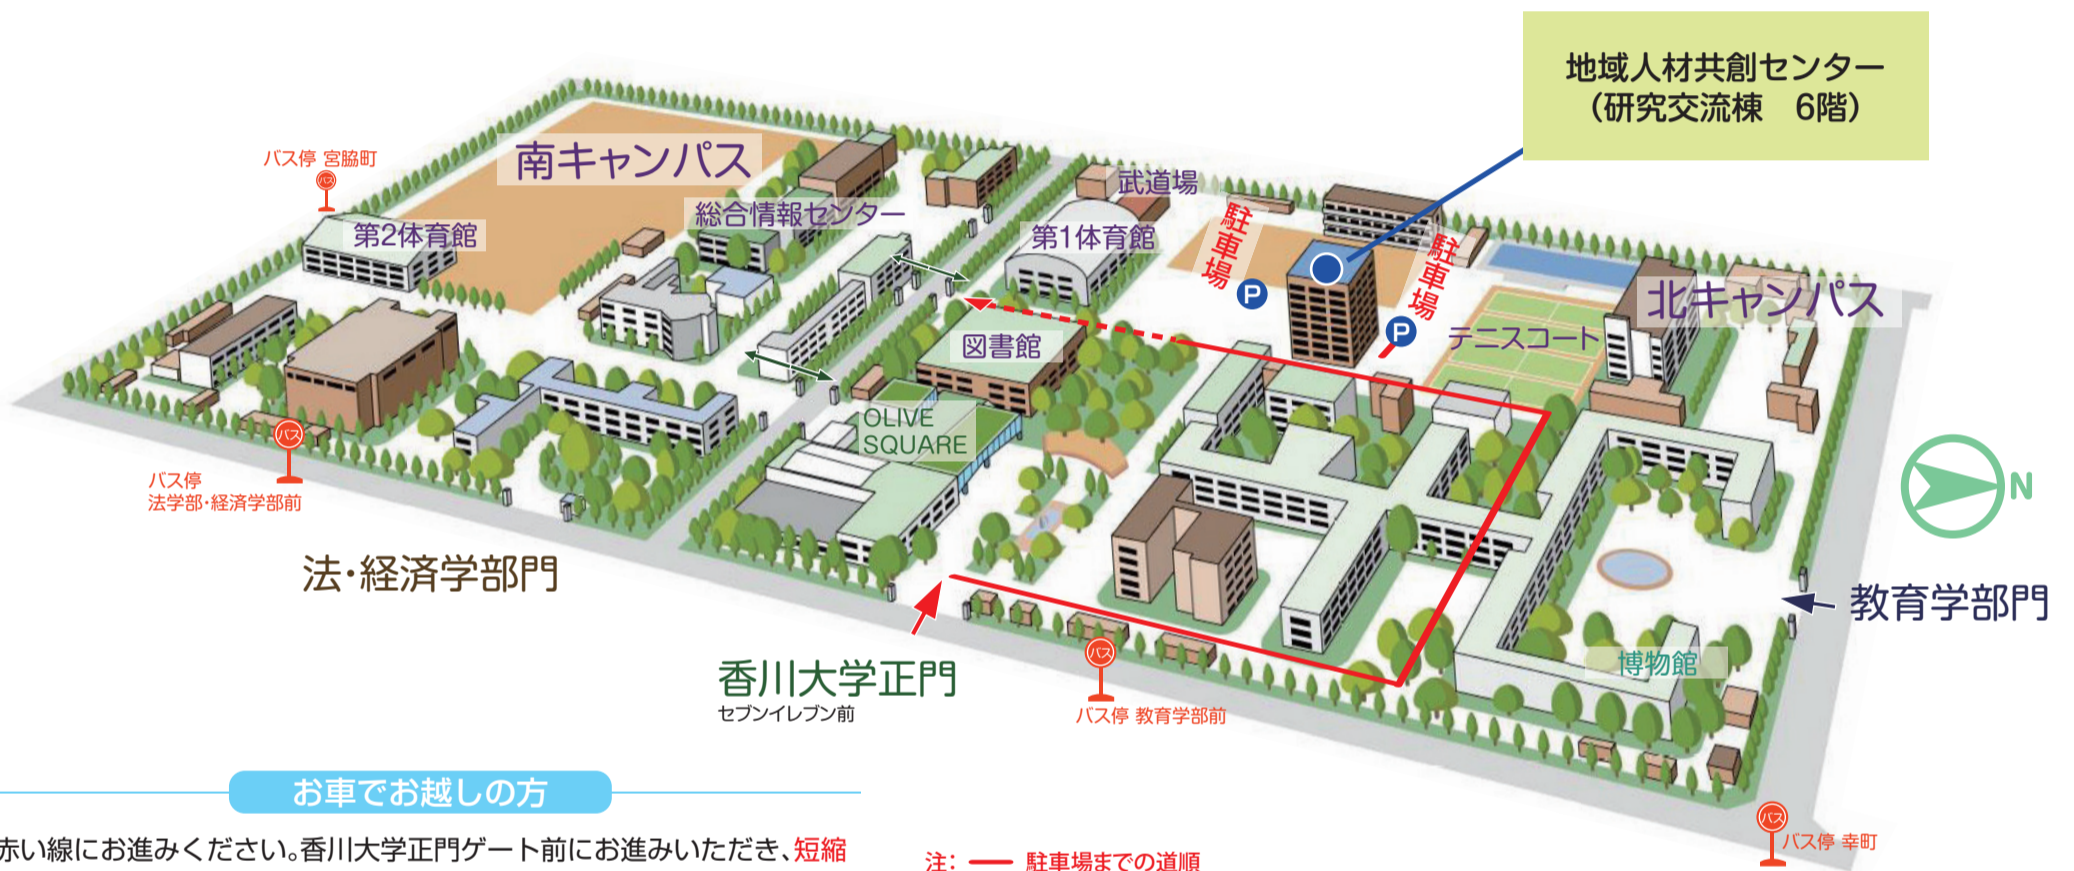 地域人材共創センター
（研究交流棟　6階）
バス停 宮脇町
バス
南キャンパス
武道場
総合情報センター
第2体育館
第1体育館
駐車場
P
駐車場
P
北キャンパス
テニスコート
図書館
OLIVE
SQUARE
バス
バス停
法学部・経済学部前
N
法・経済学部門
教育学部門
香川大学正門
セブンイレブン前
バス
バス停 教育学部前
博物館
お車でお越しの方
バス
バス停 幸町
赤い線にお進みください。香川大学正門ゲート前にお進みいただき、短縮
注： 駐車場までの道順